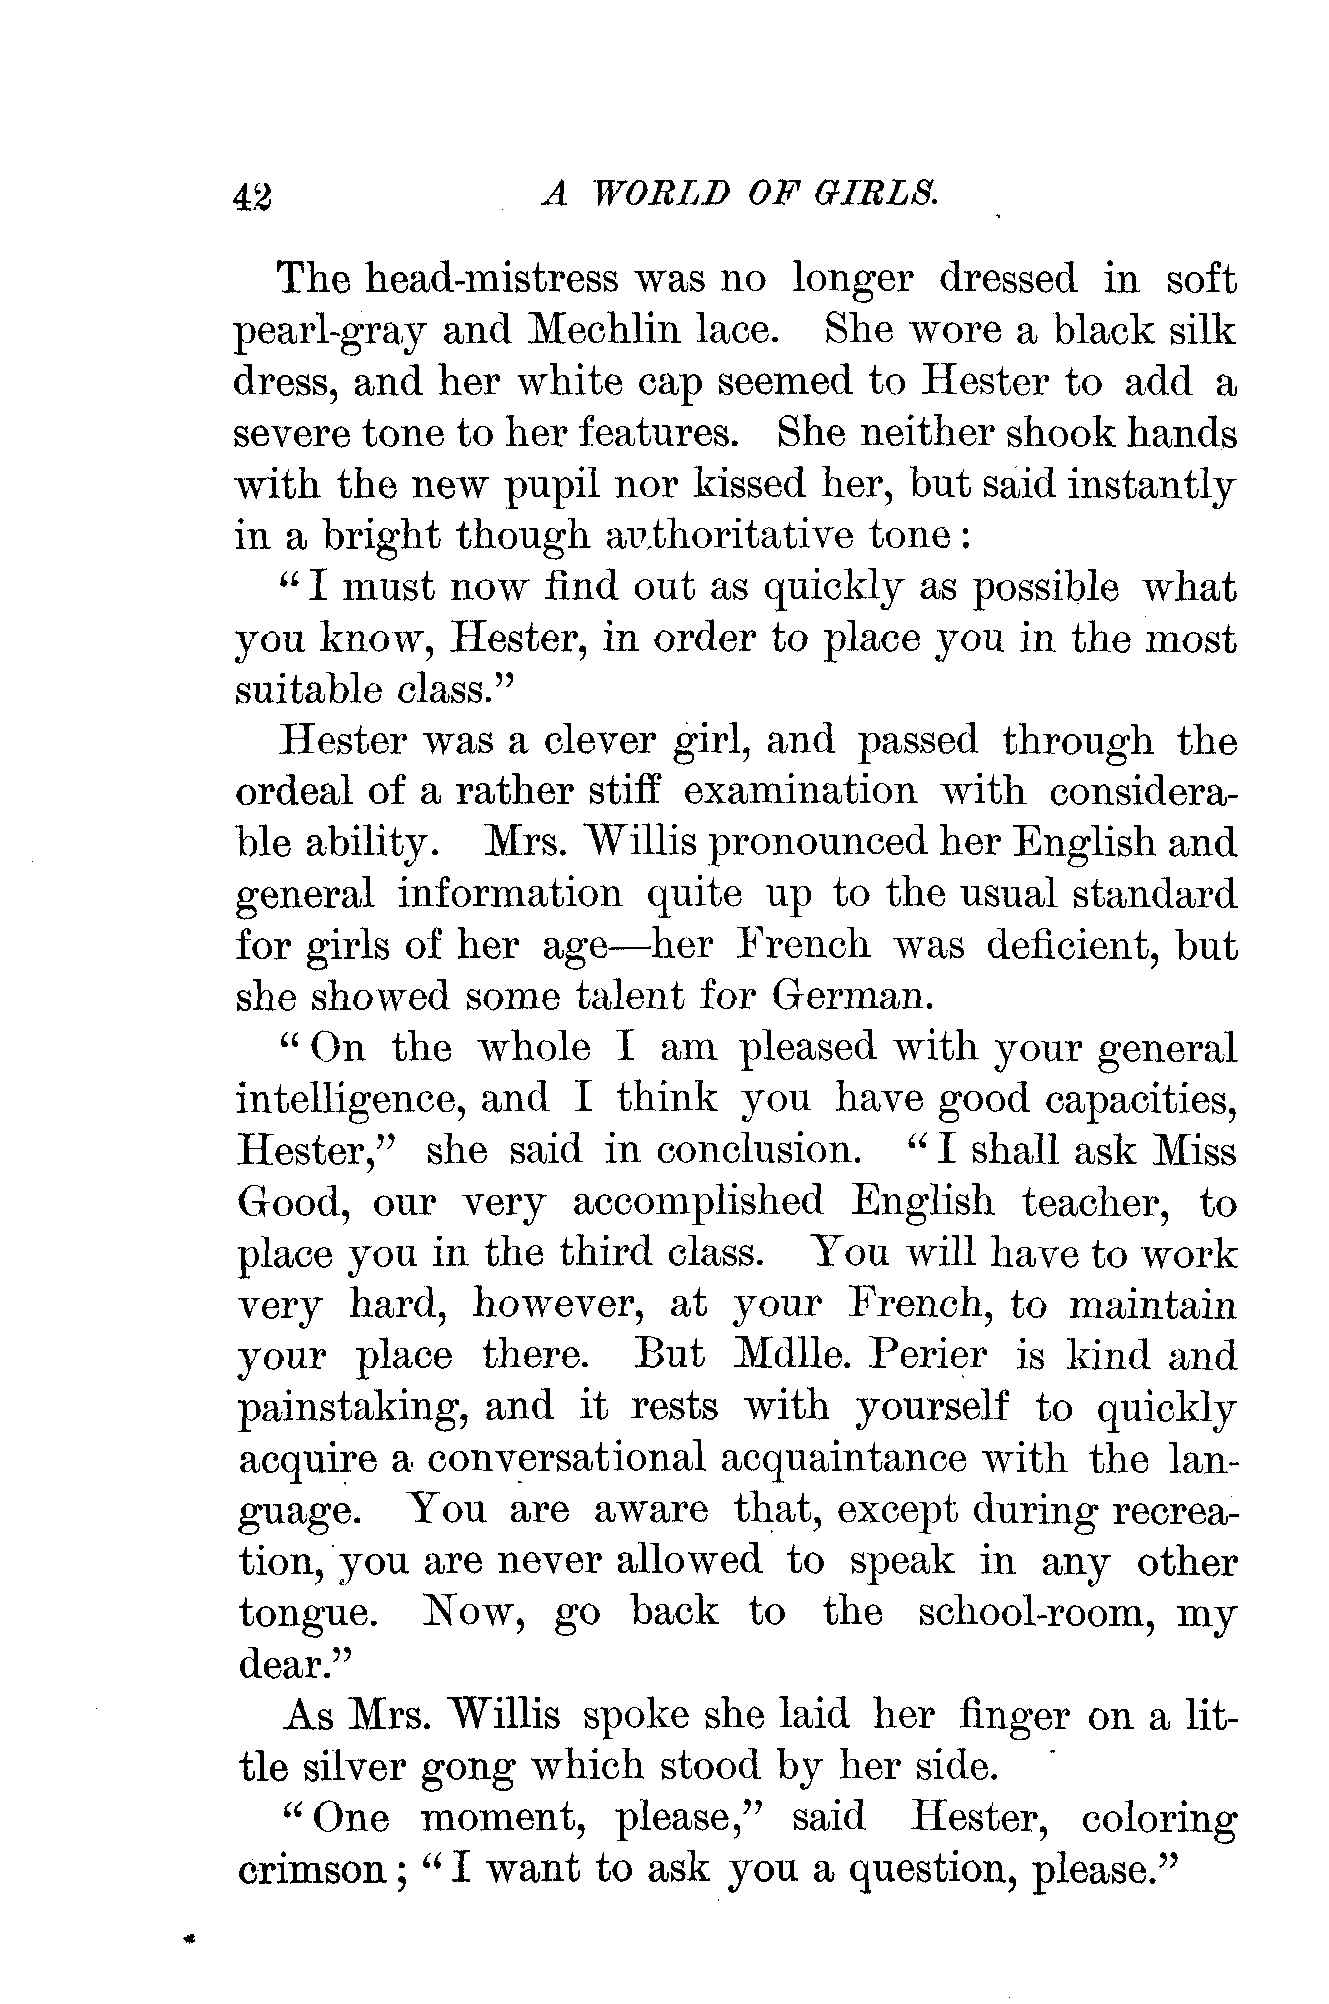 42 A WORLD OF GIRLS.
The head-mistress was no longer dressed in soft
pearl-gray and Mechlin lace. She wore a black silk
dress, and her white cap seemed to Hester to add a
severe tone to her features. She neither shook hands
with the new pupil nor kissed her, but said instantly
in a bright though authoritative tone :
“ I must now find out as quickly as possible what
you know, Hester, in order to place you in the most
suitable class.”
Hester was a clever girl, and passed through the
ordeal of a rather stiff examination with considera-
ble ability. Mrs. Willis pronounced her English and
general information quite up to the usual standard
for girls of her age—her French was deficient, but
she showed some talent for German.
“ On the whole I am pleased with your general
intelligence, and I think you have good capacities,
Hester,” she said in conclusion. “ I shall ask Miss
Good, our very accomplished English teacher, to
place you in the third class. You will have to work
very hard, however, at your French, to maintain
your place there. But Mdlle. Perier is kind and
painstaking, and it rests with yourself to quickly
acquire a conversational acquaintance with the lan-
guage. You are aware that, except during recrea-
tion, you are never allowed to speak in any other
tongue. Now, go back to the school-room, my
dear.”
As Mrs. Willis spoke she laid her finger on a lit-
tle silver gong which stood by her side.
“ One moment, please,” said Hester, coloring
crimson ; “ I want to ask you a question, please.”